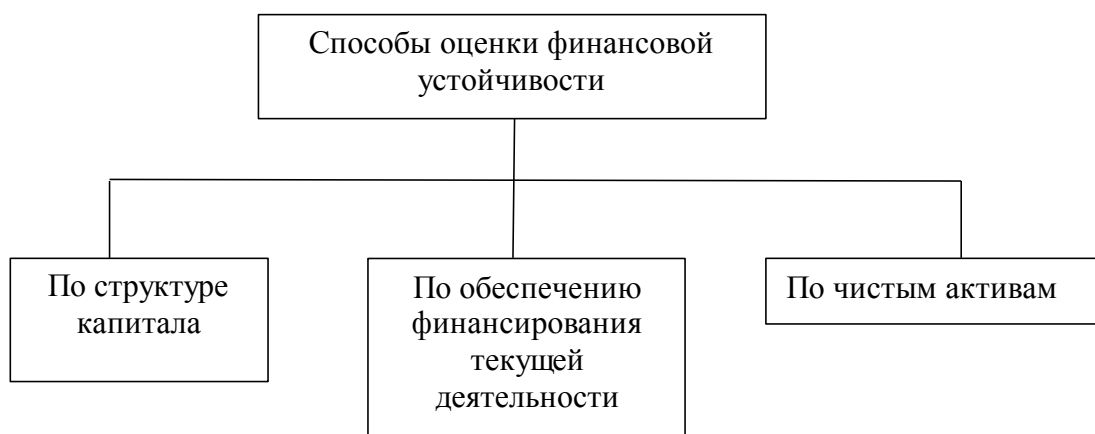 Способы оценки финансовой
устойчивости
По структуре
капитала
По обеспечению
финансирования
текущей
деятельности
По чистым активам